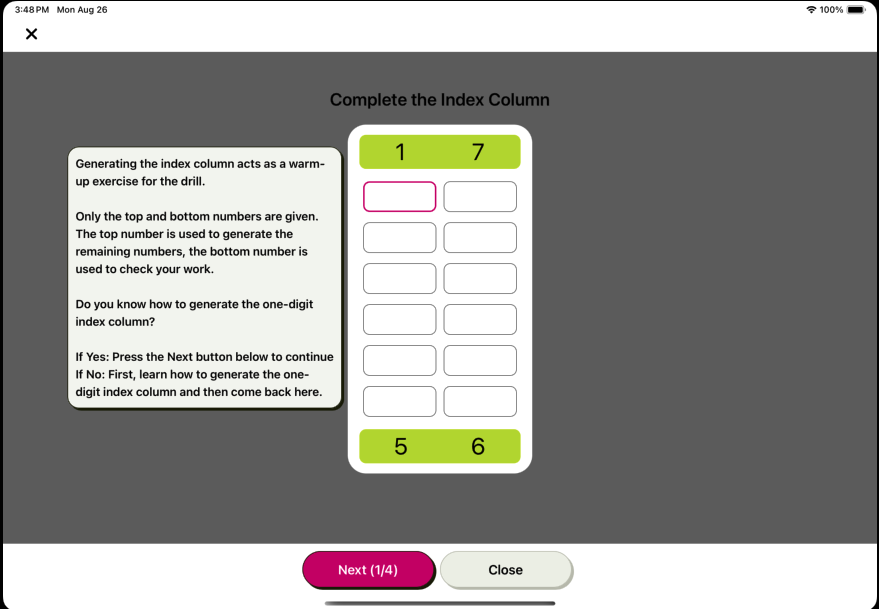 3:48 PM Mon Aug 26
100%
Complete the Index Column
Generating the index column acts as a warm-
up exercise for the drill.
Only the top and bottom numbers are given.
The top number is used to generate the
remaining numbers, the bottom number is
used to check your work.
Do you know how to generate the one-digit
index column?
If Yes: Press the Next button below to continue
If No: First, learn how to generate the one-
digit index column and then come back here.
1 7
5 6
Next (1/4)
Close